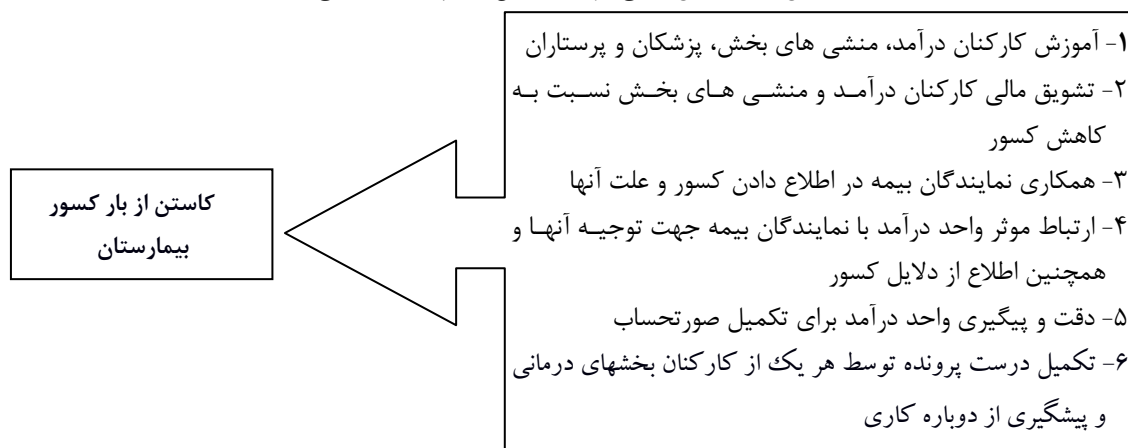 ۱- آموزش کارکنان درآمد، منشی های بخش، پزشکان و پرستاران
۲- تشویق مالی کارکنان درآمد و منشی های بخش نسبت به
کاهش کسور
۳- همکاری نمایندگان بیمه در اطلاع دادن کسور و علت آنها
۴- ارتباط موثر واحد درآمد با نمایندگان بیمه جهت توجیه آنها و
همچنین اطلاع از دلایل کسور
۵- دقت و پیگیری واحد درآمد برای تکمیل صورتحساب
۶- تکمیل درست پرونده توسط هر یک از کارکنان بخشهای درمانی
و پیشگیری از دوباره کاری
کاستن از بار کسور
بیمارستان